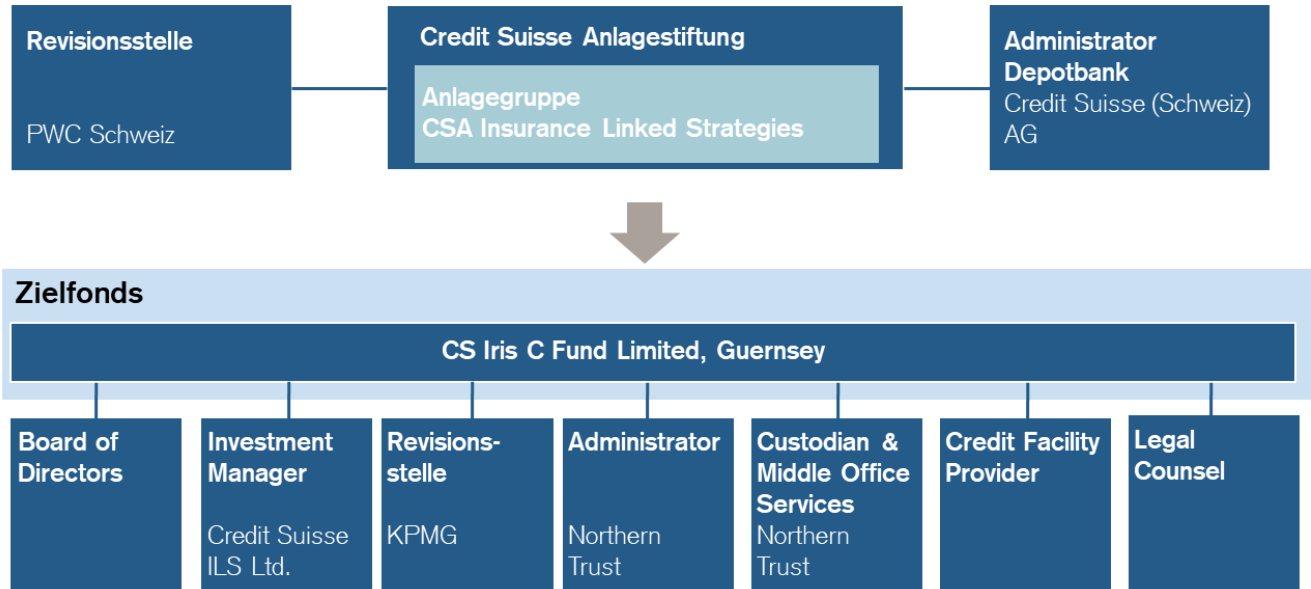 Revisionsstelle
PWC Schweiz
Credit Suisse Anlagestiftung
Anlagegruppe
CSA Insurance Linked Strategies
Administrator
Depotbank
Credit Suisse (Schweiz)
AG
Zielfonds
CS Iris C Fund Limited, Guernsey
Board of
Directors
Investment
Manager
Credit Suisse
ILS Ltd.
Revisions-
stelle
KPMG
Administrator
Northern
Trust
Custodian &
Middle Office
Services
Northern
Trust
Credit Facility
Provider
Legal
Counsel